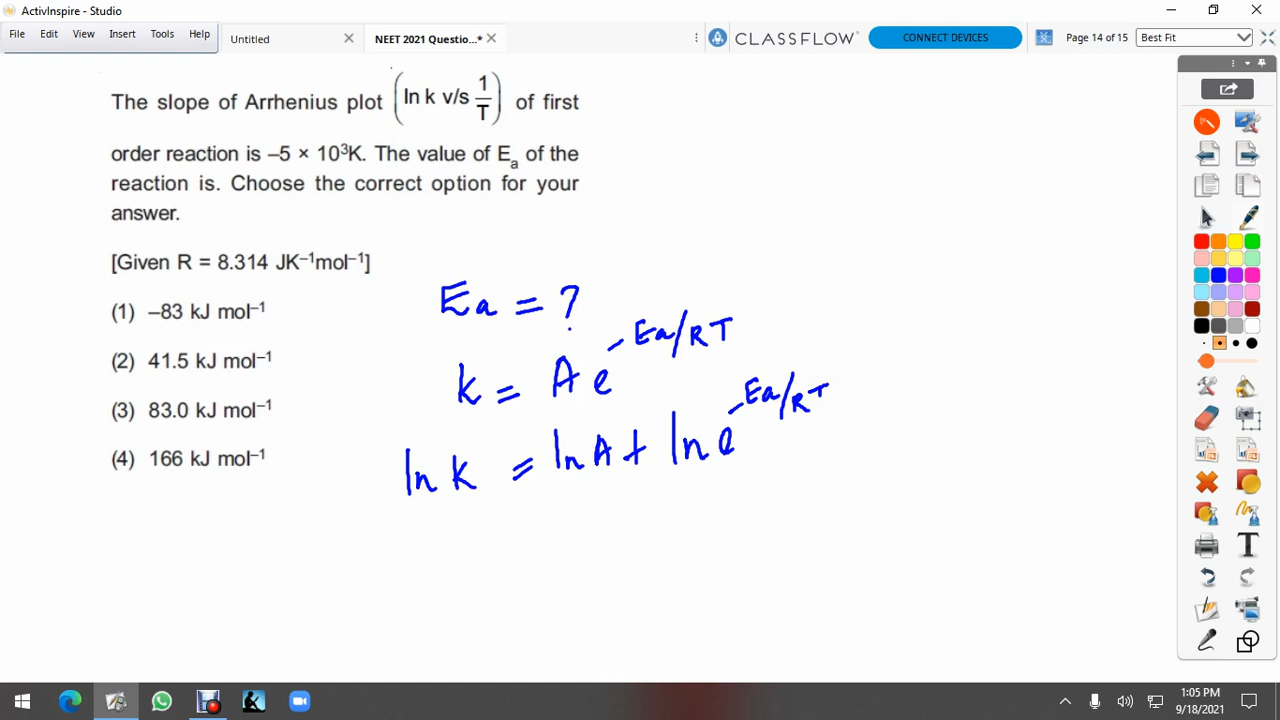 ActivInspire - Studio
File Edit View Insert Tools Help
Untitled
NEET 2021 Questio...*
CLASSFLOW
CONNECT DEVICES
Page 14 of 15
Best Fit
The slope of Arrhenius plot (ln k v/s 1/T) of first
order reaction is –5 × 10³K. The value of Eₐ of the
reaction is. Choose the correct option for your
answer.
[Given R = 8.314 JK⁻¹mol⁻¹]
(1) –83 kJ mol⁻¹
(2) 41.5 kJ mol⁻¹
(3) 83.0 kJ mol⁻¹
(4) 166 kJ mol⁻¹
Ea = ?
k = A e^-Ea/RT
ln k = ln A + ln e^-Ea/RT
1:05 PM
9/18/2021